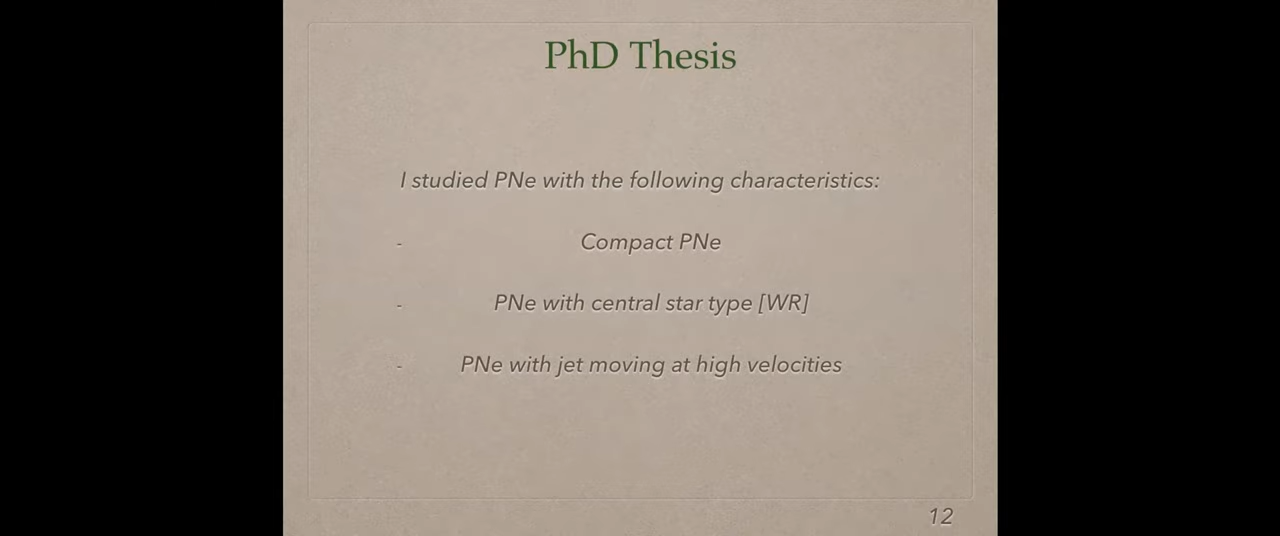 PhD Thesis
I studied PNe with the following characteristics:
- Compact PNe
- PNe with central star type [WR]
- PNe with jet moving at high velocities
12